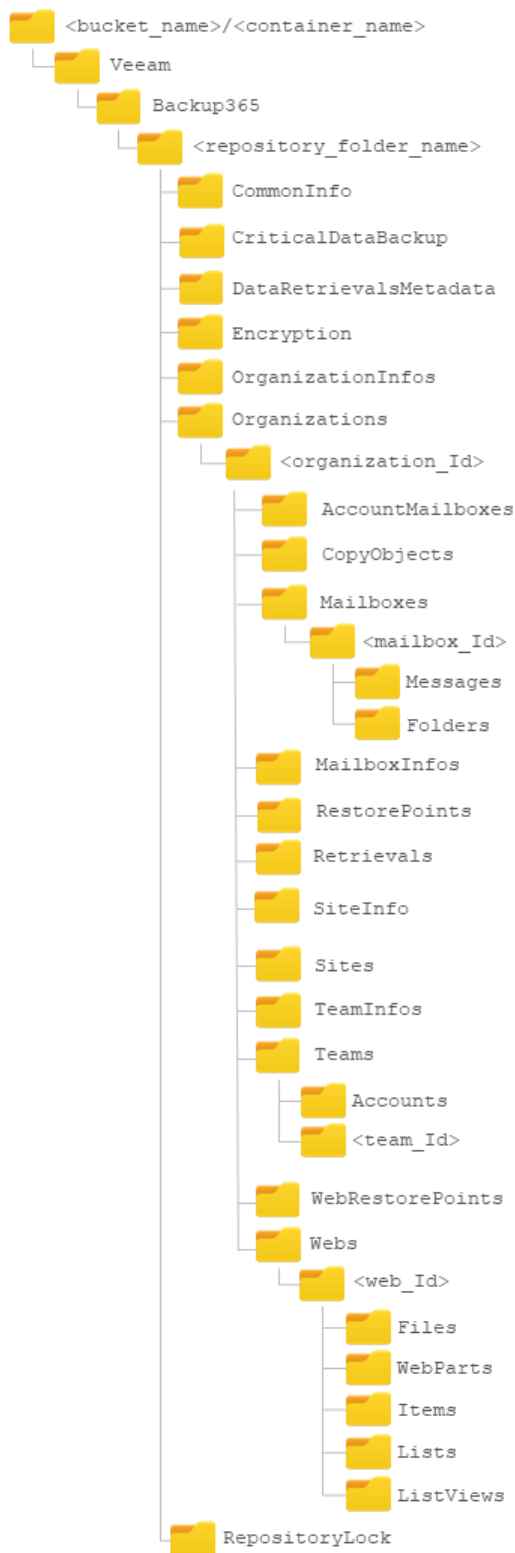 <bucket_name>/<container_name>
Veeam
Backup365
<repository_folder_name>
CommonInfo
CriticalDataBackup
DataRetrievalsMetadata
Encryption
OrganizationInfos
Organizations
<organization_Id>
AccountMailboxes
CopyObjects
Mailboxes
<mailbox_Id>
Messages
Folders
MailboxInfos
RestorePoints
Retrievals
SiteInfo
Sites
TeamInfos
Teams
Accounts
<team_Id>
WebRestorePoints
Webs
<web_Id>
Files
WebParts
Items
Lists
ListViews
RepositoryLock